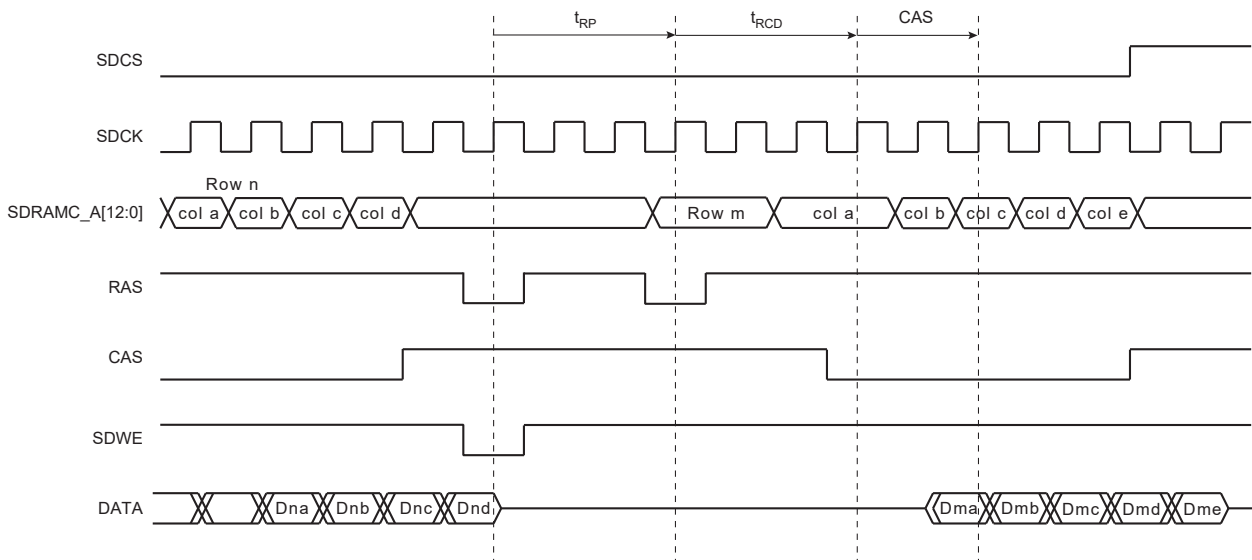 tRP tRCD CAS
SDCS
SDCK
Row n
SDRAMC_A[12:0] col a col b col c col d Row m col a col b col c col d col e
RAS
CAS
SDWE
DATA Dna Dnb Dnc Dnd Dma Dmb Dmc Dmd Dme